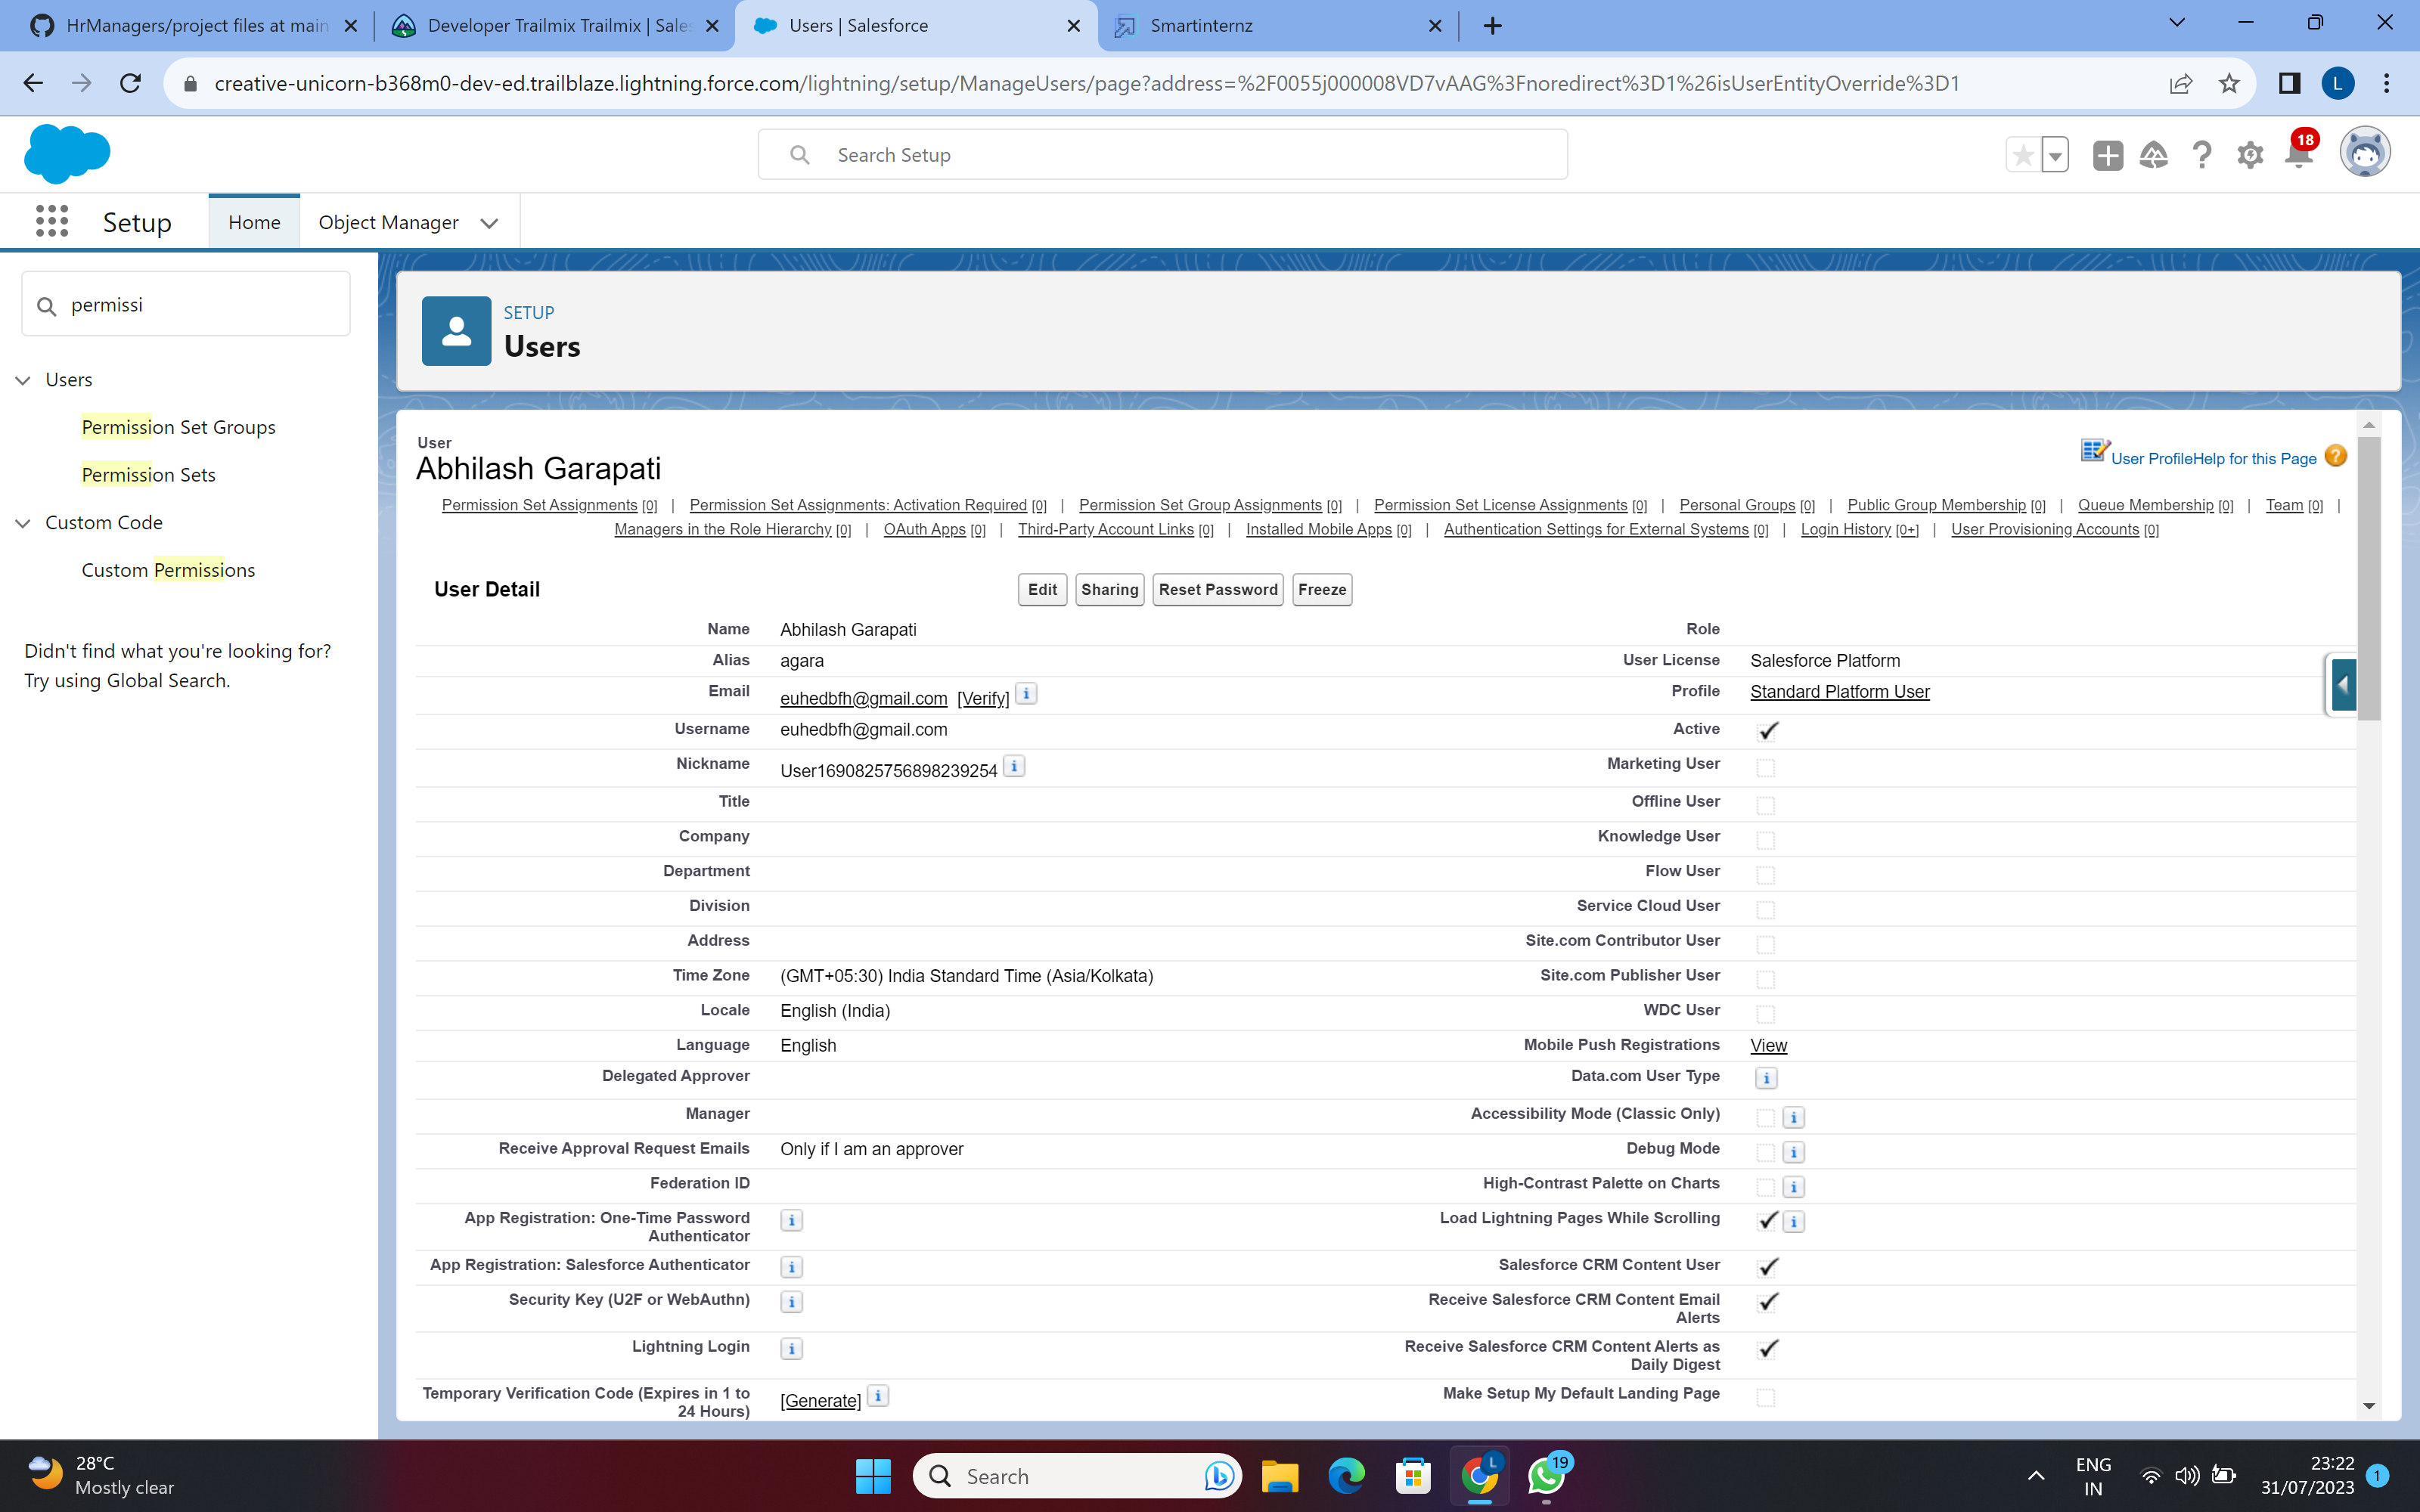 HrManagers/project files at main
Developer Trailmix Trailmix | Sales
Users | Salesforce
Smartinternz
creative-unicorn-b368m0-dev-ed.trailblaze.lightning.force.com/lightning/setup/ManageUsers/page?address=%2F0055j000008VD7vAAG%3Fnoredirect%3D1%26isUserEntityOverride%3D1
L
Search Setup
18
Setup
Home
Object Manager
permissi
Users
Permission Set Groups
Permission Sets
Custom Code
Custom Permissions
Didn't find what you're looking for?
Try using Global Search.
SETUP
Users
User
Abhilash Garapati
User Profile Help for this Page
Permission Set Assignments [0] | Permission Set Assignments: Activation Required [0] | Permission Set Group Assignments [0] | Permission Set License Assignments [0] | Personal Groups [0] | Public Group Membership [0] | Queue Membership [0] | Team [0] |
Managers in the Role Hierarchy [0] | OAuth Apps [0] | Third-Party Account Links [0] | Installed Mobile Apps [0] | Authentication Settings for External Systems [0] | Login History [0+] | User Provisioning Accounts [0]
User Detail
Edit Sharing Reset Password Freeze
Name Abhilash Garapati Role
Alias agara User License Salesforce Platform
Email euhedbfh@gmail.com [Verify] i Profile Standard Platform User
Username euhedbfh@gmail.com Active
Nickname User1690825756898239254 i Marketing User
Title Offline User
Company Knowledge User
Department Flow User
Division Service Cloud User
Address Site.com Contributor User
Time Zone (GMT+05:30) India Standard Time (Asia/Kolkata) Site.com Publisher User
Locale English (India) WDC User
Language English Mobile Push Registrations View
Delegated Approver Data.com User Type i
Manager Accessibility Mode (Classic Only) i
Receive Approval Request Emails Only if I am an approver Debug Mode i
Federation ID High-Contrast Palette on Charts i
App Registration: One-Time Password
Authenticator i
Load Lightning Pages While Scrolling i
App Registration: Salesforce Authenticator i Salesforce CRM Content User
Security Key (U2F or WebAuthn) i Receive Salesforce CRM Content Email
Alerts
Lightning Login i Receive Salesforce CRM Content Alerts as
Daily Digest
Temporary Verification Code (Expires in 1 to
24 Hours) [Generate] i
Make Setup My Default Landing Page
28°C
Mostly clear
Search
L
19
ENG
IN
23:22
31/07/2023
1